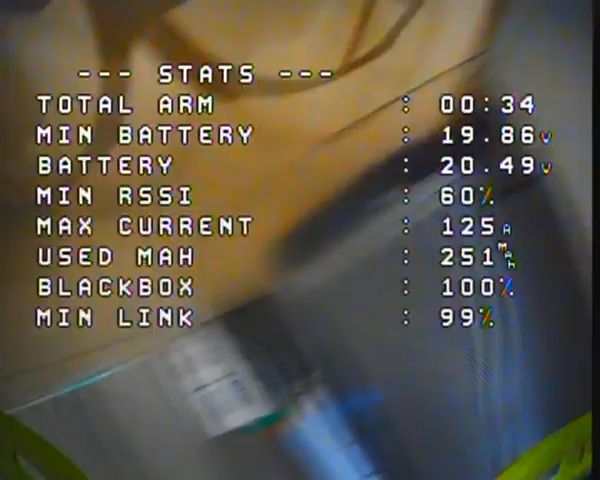 --- STATS ---
TOTAL ARM : 00:34
MIN BATTERY : 19.86V
BATTERY : 20.49V
MIN RSSI : 60%
MAX CURRENT : 125A
USED MAH : 251MAH
BLACKBOX : 100%
MIN LINK : 99%